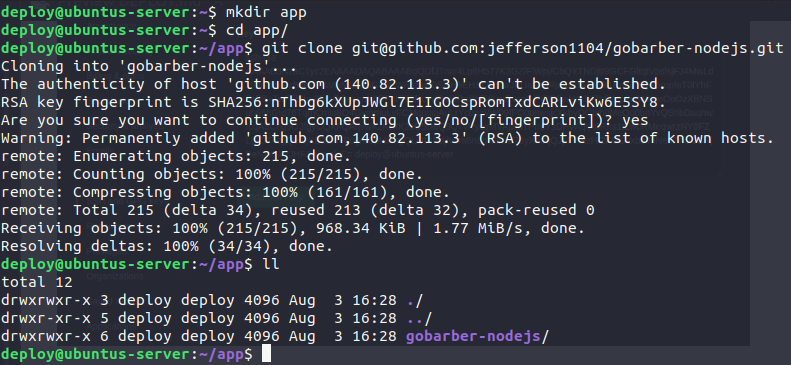 deploy@ubuntus-server:~$ mkdir app
deploy@ubuntus-server:~$ cd app/
deploy@ubuntus-server:~/app$ git clone git@github.com:jefferson1104/gobarber-nodejs.git
Cloning into 'gobarber-nodejs'...
The authenticity of host 'github.com (140.82.113.3)' can't be established.
RSA key fingerprint is SHA256:nThbg6kXUpJWGl7E1IGOCspRomTxdCARLviKw6E5SY8.
Are you sure you want to continue connecting (yes/no/[fingerprint])? yes
Warning: Permanently added 'github.com,140.82.113.3' (RSA) to the list of known hosts.
remote: Enumerating objects: 215, done.
remote: Counting objects: 100% (215/215), done.
remote: Compressing objects: 100% (161/161), done.
remote: Total 215 (delta 34), reused 213 (delta 32), pack-reused 0
Receiving objects: 100% (215/215), 968.34 KiB | 1.77 MiB/s, done.
Resolving deltas: 100% (34/34), done.
deploy@ubuntus-server:~/app$ ll
total 12
drwxrwxr-x 3 deploy deploy 4096 Aug  3 16:28 ./
drwxr-xr-x 5 deploy deploy 4096 Aug  3 16:28 ../
drwxrwxr-x 6 deploy deploy 4096 Aug  3 16:28 gobarber-nodejs/
deploy@ubuntus-server:~/app$